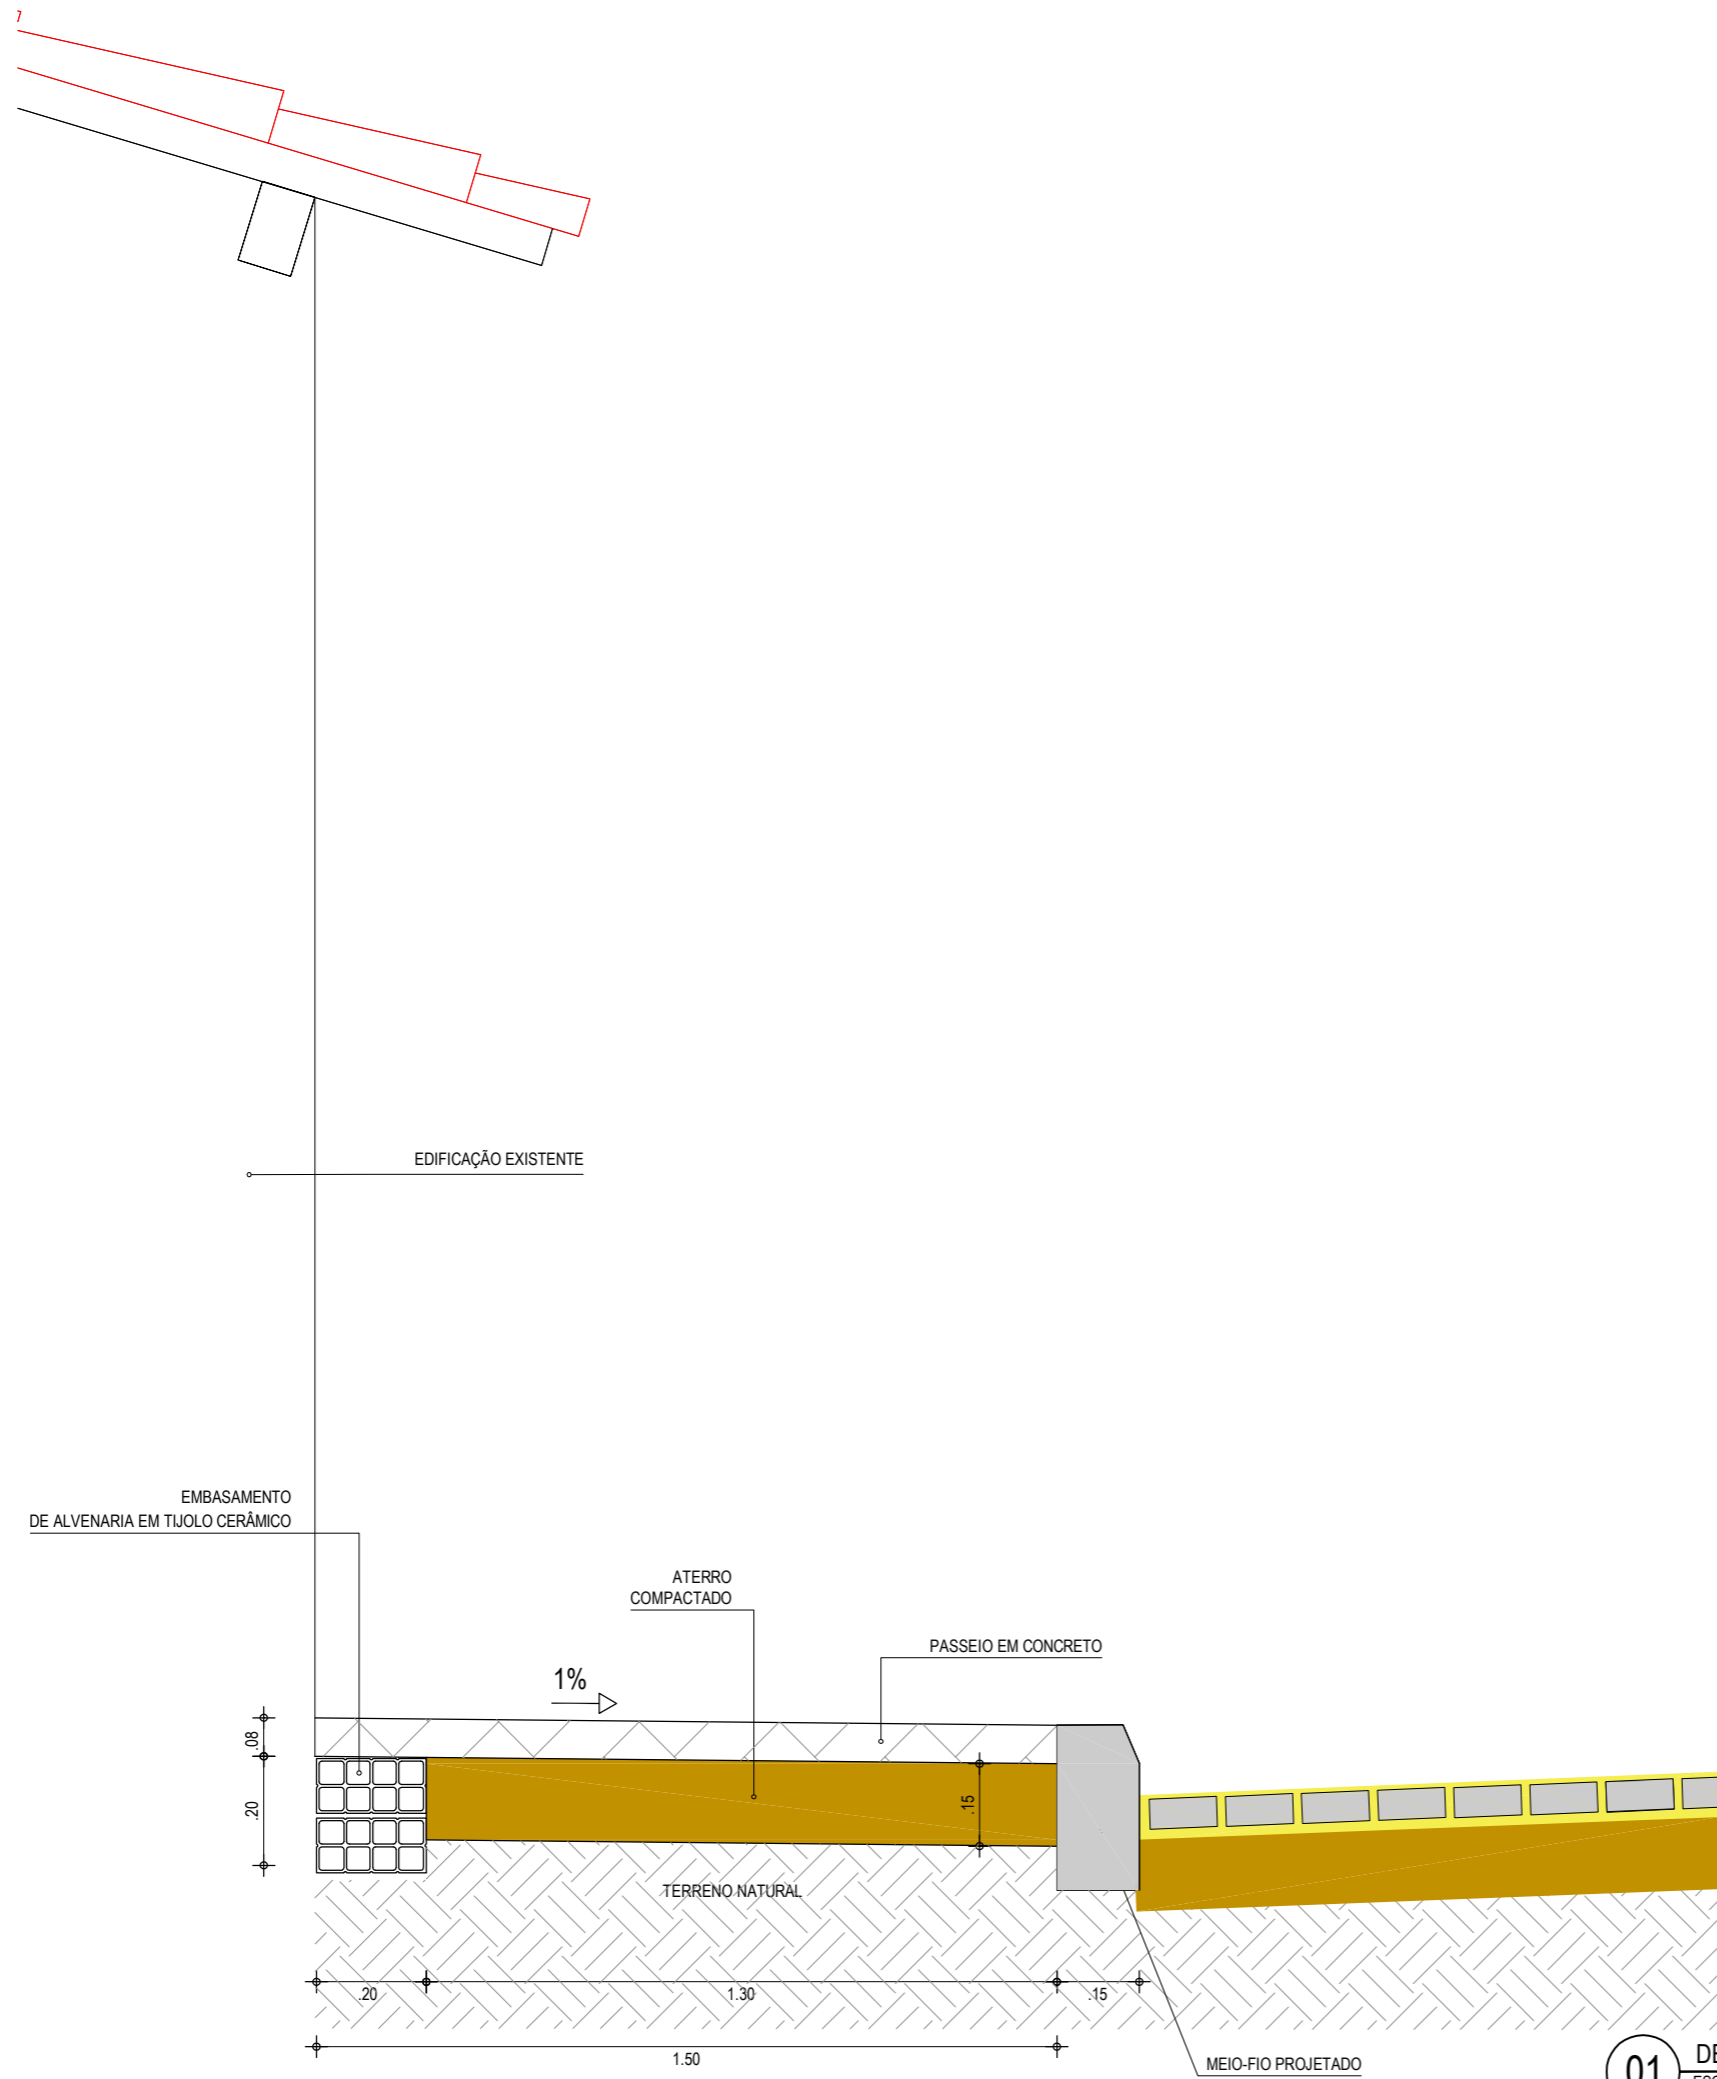 EDIFICAÇÃO EXISTENTE
EMBASAMENTO
DE ALVENARIA EM TIJOLO CERÂMICO
ATERRO
COMPACTADO
PASSEIO EM CONCRETO
1%
.08
.20
.15
TERRENO NATURAL
.20
1.30
.15
1.50
MEIO-FIO PROJETADO
01